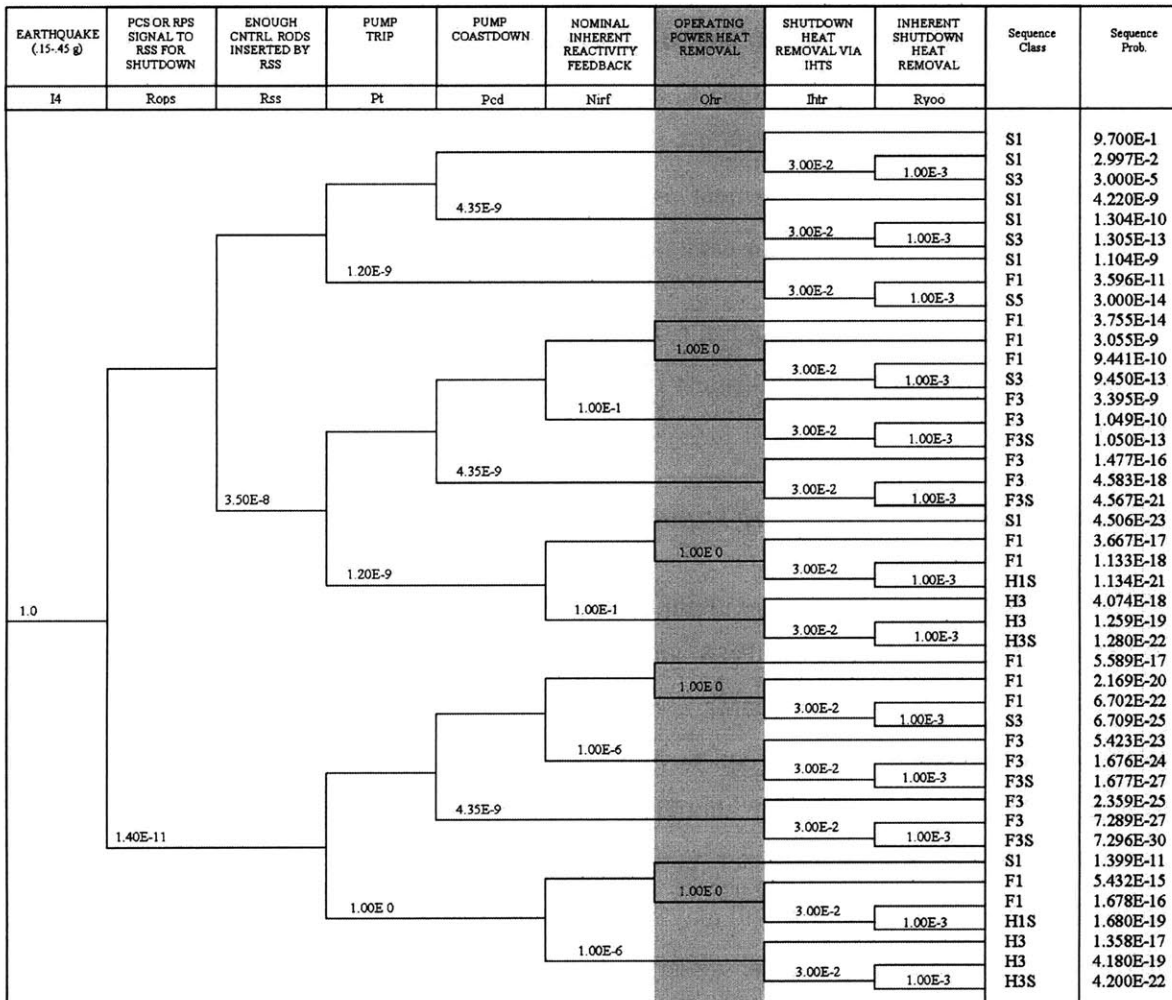 EARTHQUAKE
(.15-.45 g)
PCS OR RPS
SIGNAL TO
RSS FOR
SHUTDOWN
ENOUGH
CNTRL RODS
INSERTED BY
RSS
PUMP
TRIP
PUMP
COASTDOWN
NOMINAL
INHERENT
REACTIVITY
FEEDBACK
OPERATING
POWER HEAT
REMOVAL
SHUTDOWN
HEAT
REMOVAL VIA
IHTS
INHERENT
SHUTDOWN
HEAT
REMOVAL
Sequence
Class
Sequence
Prob.
I4 Rops Rss Pt Pcd Nirf Ohr Ihtr Ryoo
1.0
1.40E-11
3.50E-8
1.20E-9
1.20E-9
1.00E 0
4.35E-9
4.35E-9
4.35E-9
1.00E-1
1.00E-1
1.00E-6
1.00E-6
1.00E 0
1.00E 0
1.00E 0
1.00E 0
3.00E-2 1.00E-3
3.00E-2 1.00E-3
3.00E-2 1.00E-3
3.00E-2 1.00E-3
3.00E-2 1.00E-3
3.00E-2 1.00E-3
3.00E-2 1.00E-3
3.00E-2 1.00E-3
3.00E-2 1.00E-3
3.00E-2 1.00E-3
3.00E-2 1.00E-3
3.00E-2 1.00E-3
3.00E-2 1.00E-3
S1 9.700E-1
S1 2.997E-2
S3 3.000E-5
S1 4.220E-9
S1 1.304E-10
S3 1.305E-13
S1 1.104E-9
F1 3.596E-11
S5 3.000E-14
F1 3.755E-14
F1 3.055E-9
F1 9.441E-10
S3 9.450E-13
F3 3.395E-9
F3 1.049E-10
F3S 1.050E-13
F3 1.477E-16
F3 4.583E-18
F3S 4.567E-21
S1 4.506E-23
F1 3.667E-17
F1 1.133E-18
H1S 1.134E-21
H3 4.074E-18
H3 1.259E-19
H3S 1.280E-22
F1 5.589E-17
F1 2.169E-20
F1 6.702E-22
S3 6.709E-25
F3 5.423E-23
F3 1.676E-24
F3S 1.677E-27
F3 2.359E-25
F3 7.289E-27
F3S 7.296E-30
S1 1.399E-11
F1 5.432E-15
F1 1.678E-16
H1S 1.680E-19
H3 1.358E-17
H3 4.180E-19
H3S 4.200E-22